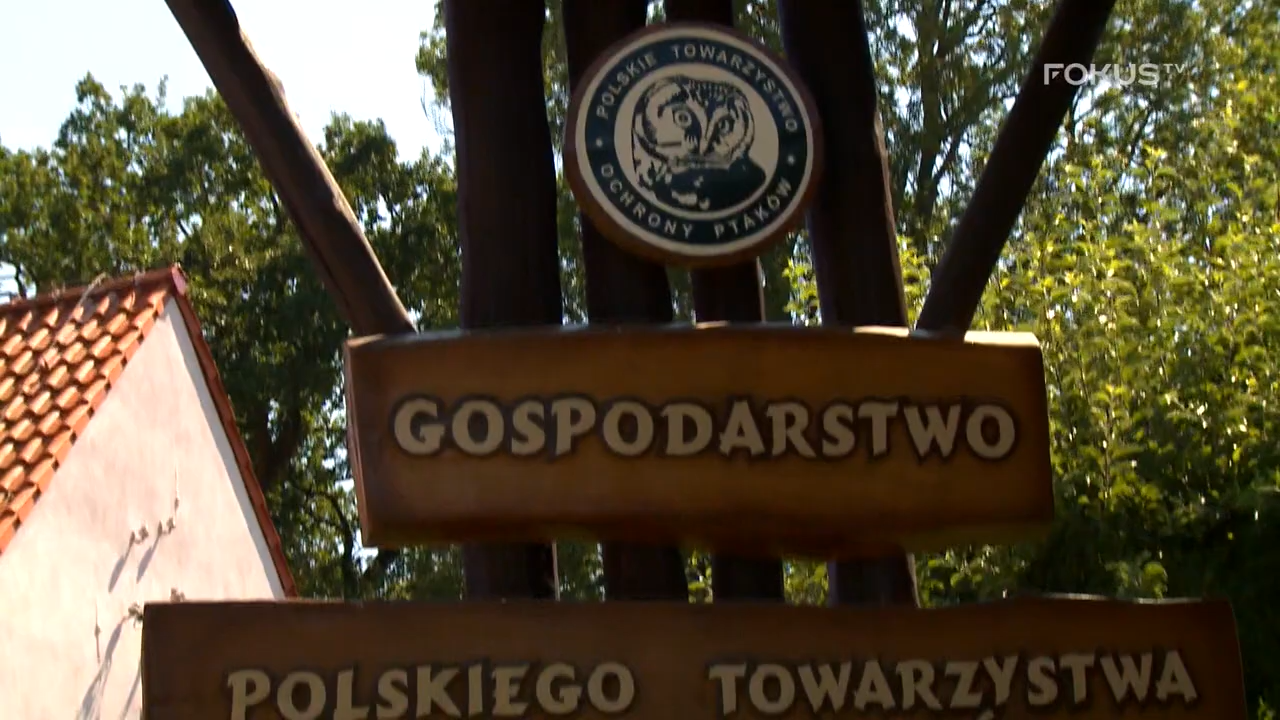 FOKUS TV
POLSKIE TOWARZYSTWO
OCHRONY PTAKÓW
GOSPODARSTWO
POLSKIEGO TOWARZYSTWA